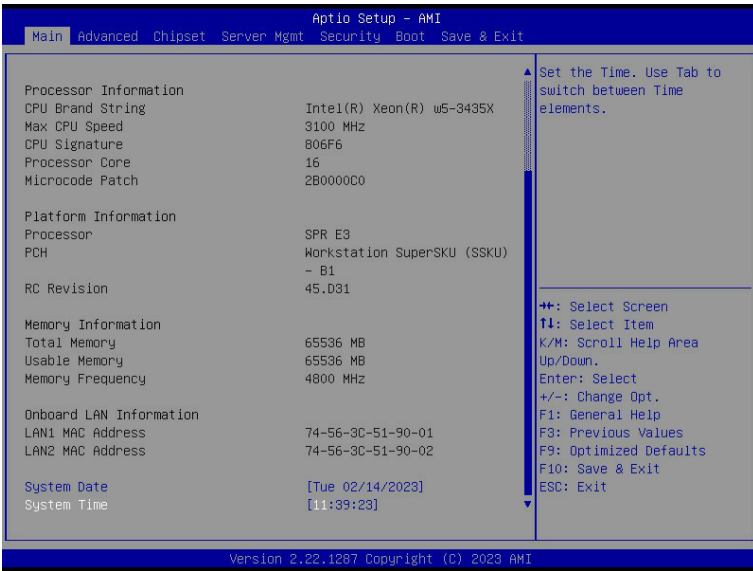 Aptio Setup - AMI
Main Advanced Chipset Server Mgmt Security Boot Save & Exit
Processor Information
CPU Brand String Intel(R) Xeon(R) w5-3435X
Max CPU Speed 3100 MHz
CPU Signature 806F6
Processor Core 16
Microcode Patch 2B0000C0
Platform Information
Processor SPR E3
PCH Workstation SuperSKU (SSKU)
- B1
RC Revision 45.D31
Memory Information
Total Memory 65536 MB
Usable Memory 65536 MB
Memory Frequency 4800 MHz
Onboard LAN Information
LAN1 MAC Address 74-56-3C-51-90-01
LAN2 MAC Address 74-56-3C-51-90-02
System Date [Tue 02/14/2023]
System Time [11:39:23]
Set the Time. Use Tab to
switch between Time
elements.
→←: Select Screen
↑↓: Select Item
K/M: Scroll Help Area
Up/Down.
Enter: Select
+/-: Change Opt.
F1: General Help
F3: Previous Values
F9: Optimized Defaults
F10: Save & Exit
ESC: Exit
Version 2.22.1287 Copyright (C) 2023 AMI